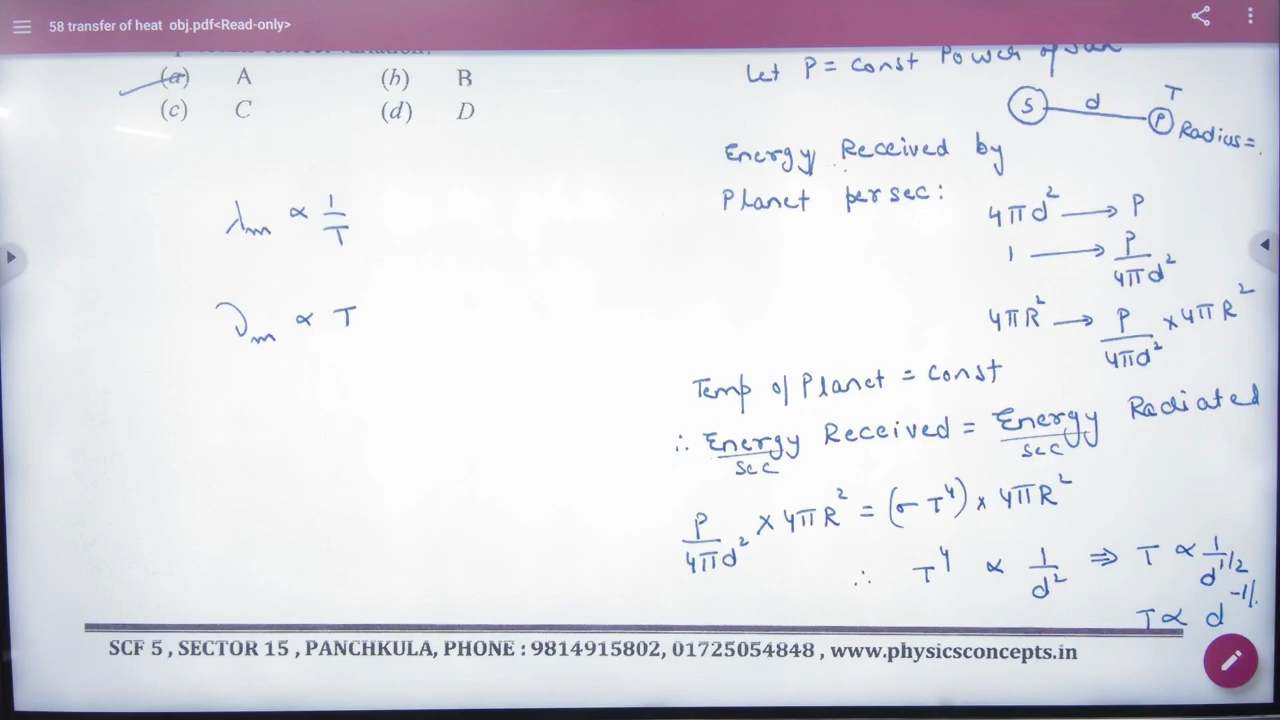 58 transfer of heat obj.pdf<Read-only>
(a) A (b) B
(c) C (d) D
λm ∝ 1/T
νm ∝ T
Let P = Const Power of sun
S d P T Radius =
Energy Received by
Planet per sec:
4πd² → P
1 → P/4πd²
4πR² → P/4πd² × 4πR²
Temp of Planet = Const
∴ Energy/sec Received = Energy/sec Radiated
P/4πd² × 4πR² = (σT⁴) × 4πR²
∴ T⁴ ∝ 1/d² ⇒ T ∝ 1/d^1/2
T ∝ d
SCF 5 , SECTOR 15 , PANCHKULA, PHONE : 9814915802, 01725054848 , www.physicsconcepts.in